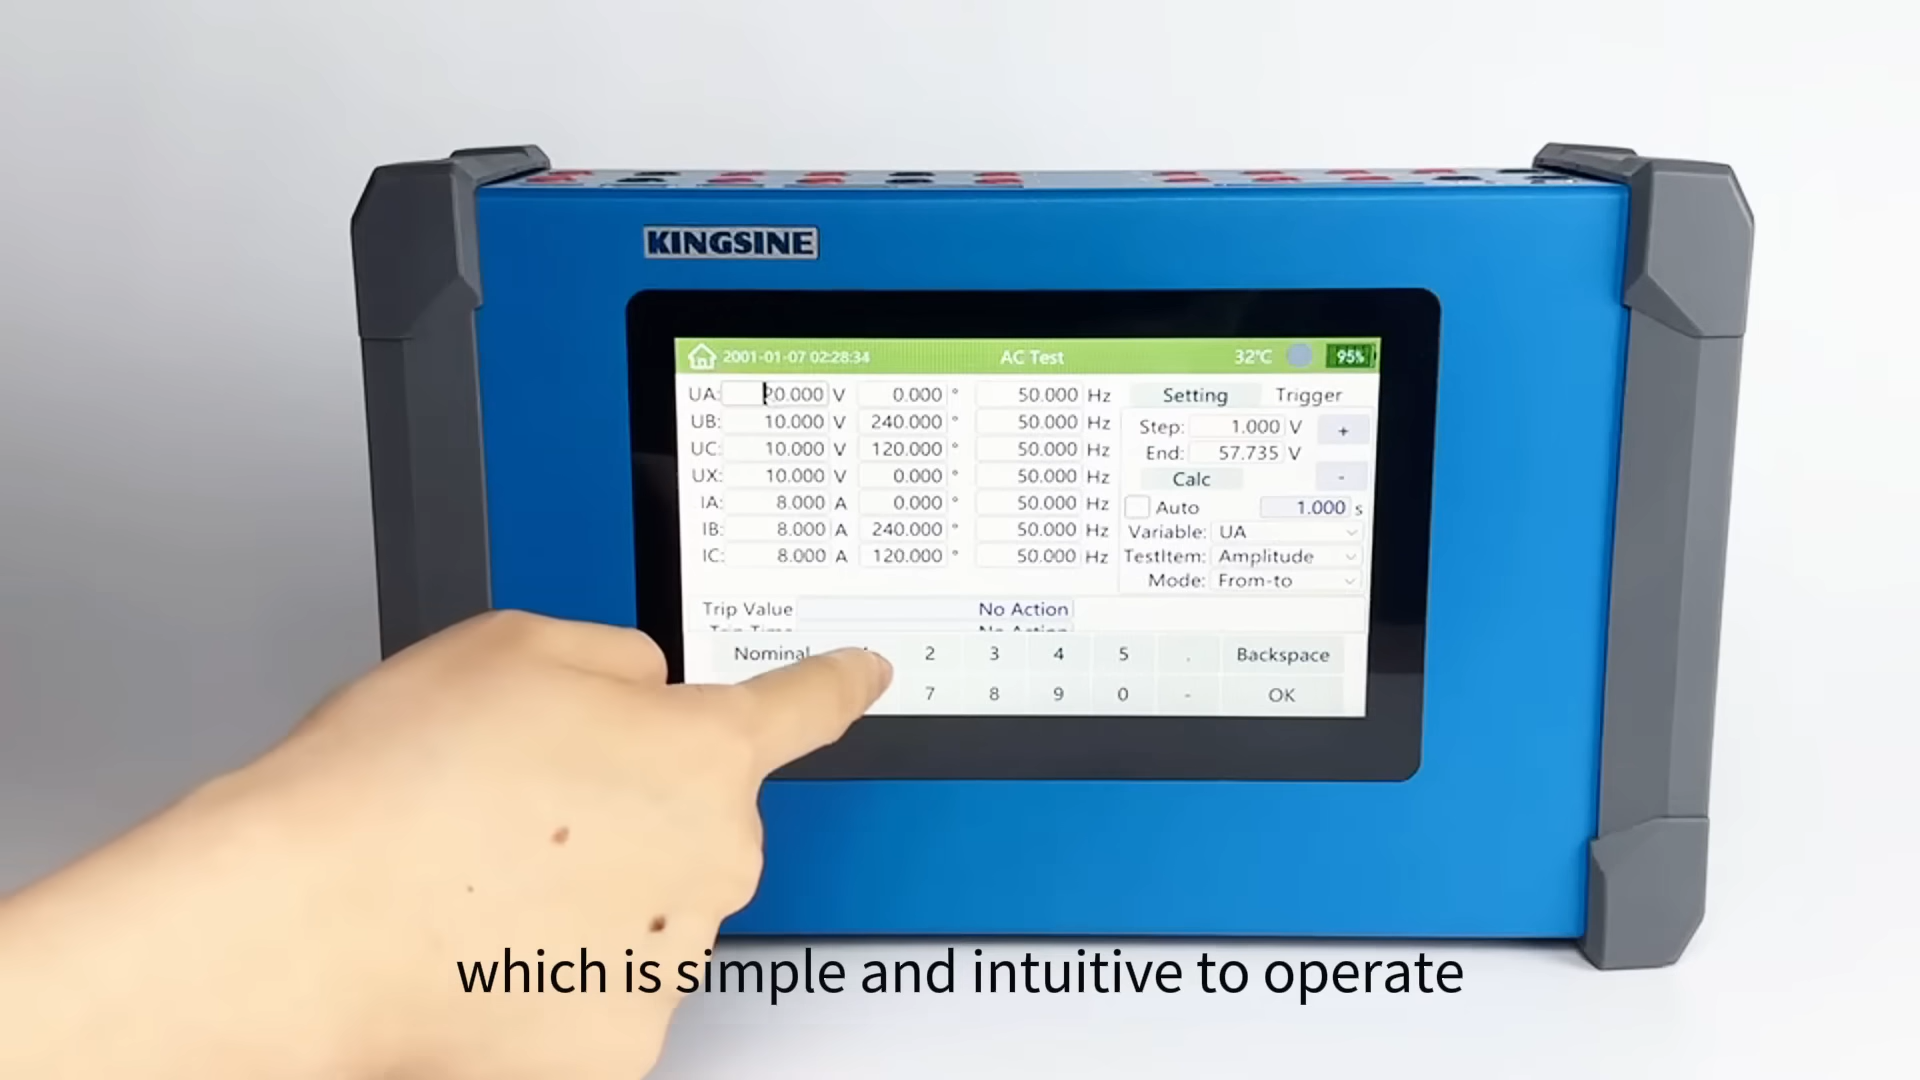 KINGSINE
2001-01-07 02:28:34 AC Test 32℃ 95%
UA: 20.000 V 0.000 ° 50.000 Hz Setting Trigger
UB: 10.000 V 240.000 ° 50.000 Hz Step: 1.000 V +
UC: 10.000 V 120.000 ° 50.000 Hz End: 57.735 V
UX: 10.000 V 0.000 ° 50.000 Hz Calc -
IA: 8.000 A 0.000 ° 50.000 Hz Auto 1.000 s
IB: 8.000 A 240.000 ° 50.000 Hz Variable: UA
IC: 8.000 A 120.000 ° 50.000 Hz TestItem: Amplitude
Mode: From-to
Trip Value No Action
Trip Time No Action
Nominal 2 3 4 5 . Backspace
7 8 9 0 - OK
which is simple and intuitive to operate